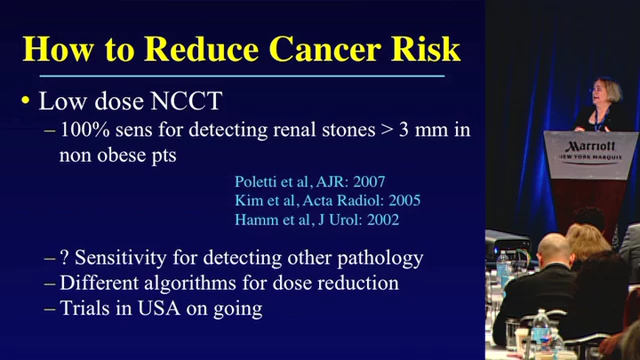 How to Reduce Cancer Risk
• Low dose NCCT
– 100% sens for detecting renal stones > 3 mm in
non obese pts
Poletti et al, AJR: 2007
Kim et al, Acta Radiol: 2005
Hamm et al, J Urol: 2002
– ? Sensitivity for detecting other pathology
– Different algorithms for dose reduction
– Trials in USA on going
Marriott
NEW YORK MARQUIS